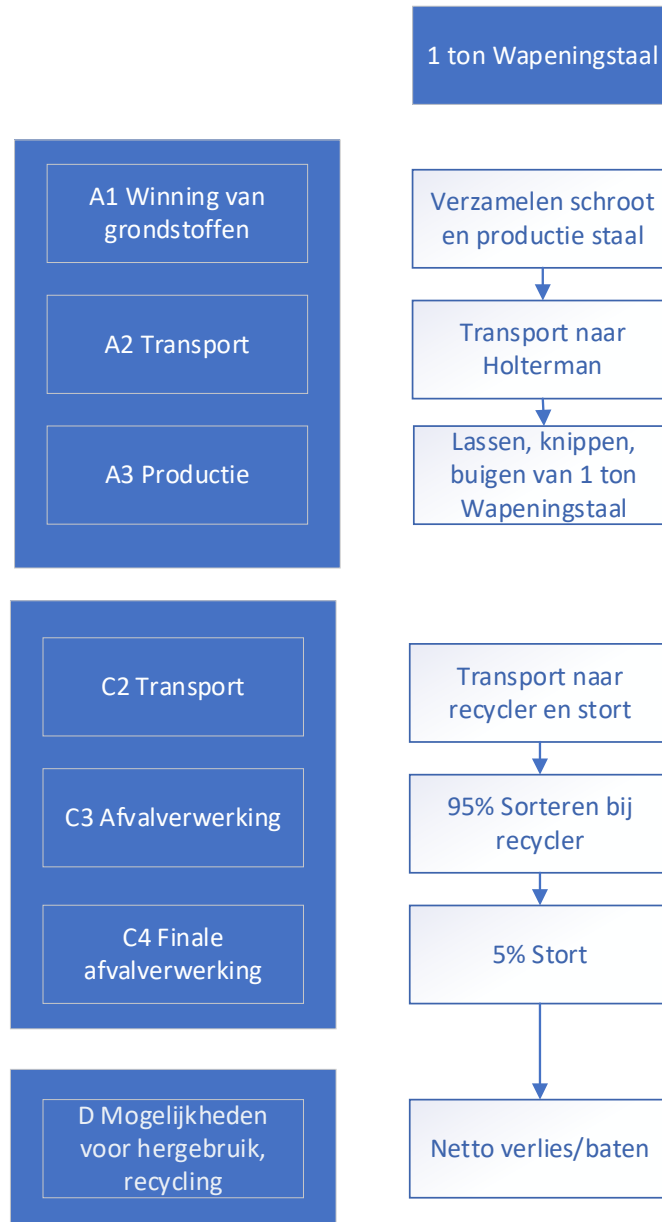 1 ton Wapeningstaal
A1 Winning van
grondstoffen
Verzamelen schroot
en productie staal
A2 Transport
Transport naar
Holterman
A3 Productie
Lassen, knippen,
buigen van 1 ton
Wapeningstaal
C2 Transport
Transport naar
recycler en stort
C3 Afvalverwerking
95% Sorteren bij
recycler
C4 Finale
afvalverwerking
5% Stort
D Mogelijkheden
voor hergebruik,
recycling
Netto verlies/baten